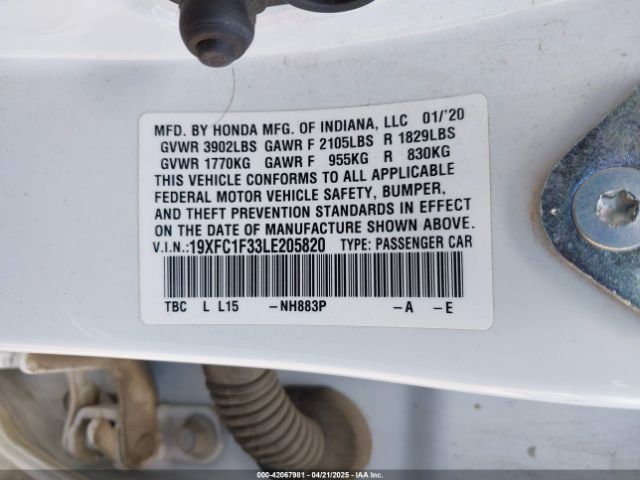 MFD. BY HONDA MFG. OF INDIANA, LLC 01/'20
GVWR 3902LBS GAWR F 2105LBS R 1829LBS
GVWR 1770KG GAWR F 955KG R 830KG
THIS VEHICLE CONFORMS TO ALL APPLICABLE
FEDERAL MOTOR VEHICLE SAFETY, BUMPER,
AND THEFT PREVENTION STANDARDS IN EFFECT
ON THE DATE OF MANUFACTURE SHOWN ABOVE.
V.I.N.:19XFC1F33LE205820 TYPE: PASSENGER CAR
TBC L L15 -NH883P -A -E
000-42067981 - 04/21/2025 - IAAI.COM